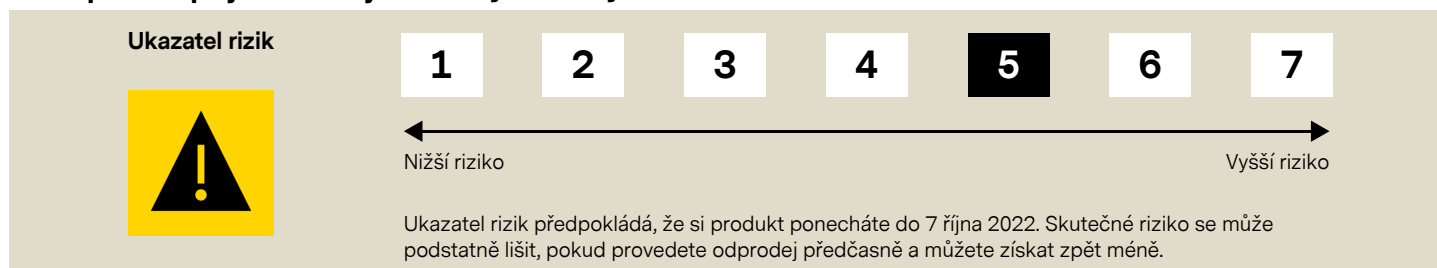 Ukazatel rizik
1 2 3 4 5 6 7
Nižší riziko
Vyšší riziko
Ukazatel rizik předpokládá, že si produkt ponecháte do 7 října 2022. Skutečné riziko se může
podstatně lišit, pokud provedete odprodej předčasně a můžete získat zpět méně.